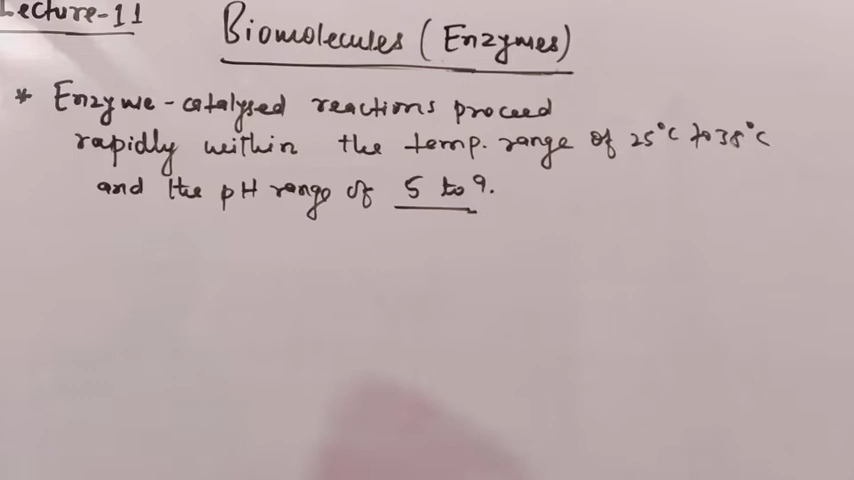 Lecture-11
Biomolecules (Enzymes)
* Enzyme-catalysed reactions proceed
rapidly within the temp. range of 25°C to 38°C
and the pH range of 5 to 9.